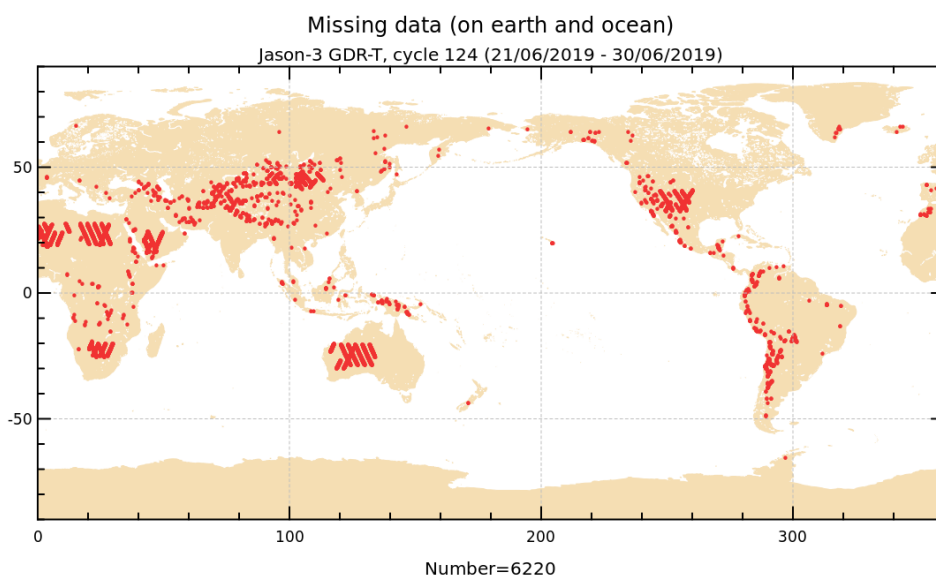 Missing data (on earth and ocean)
Jason-3 GDR-T, cycle 124 (21/06/2019 - 30/06/2019)
50
0
-50
0 100 200 300
Number=6220